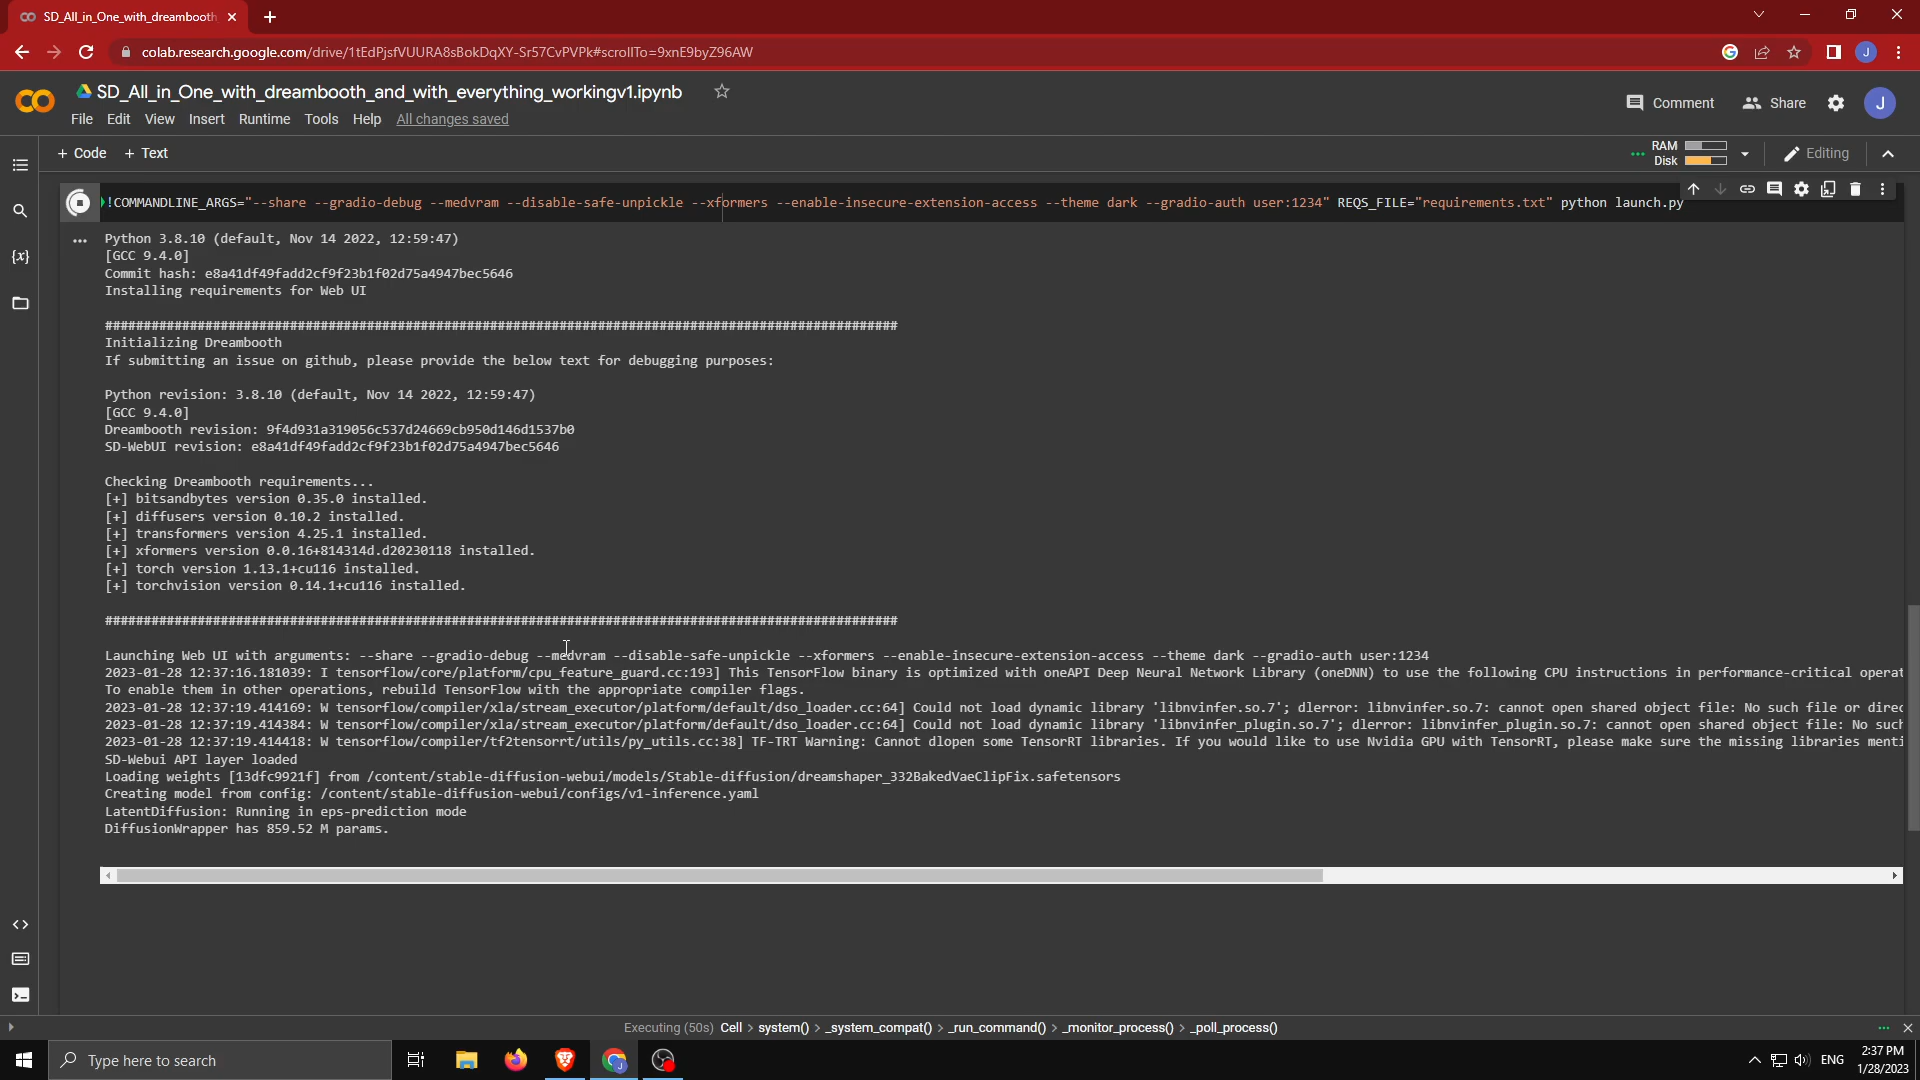 SD_All_in_One_with_dreambooth
colab.research.google.com/drive/1tEdPjsfVUURA8sBokDqXY-Sr57CvPVPk#scrollTo=9xnE9byZ96AW
J
SD_All_in_One_with_dreambooth_and_with_everything_workingv1.ipynb
Comment
Share
J
File Edit View Insert Runtime Tools Help All changes saved
+ Code + Text
RAM
Disk
Editing
!COMMANDLINE_ARGS="--share --gradio-debug --medvram --disable-safe-unpickle --xformers --enable-insecure-extension-access --theme dark --gradio-auth user:1234" REQS_FILE="requirements.txt" python launch.py
Python 3.8.10 (default, Nov 14 2022, 12:59:47)
[GCC 9.4.0]
Commit hash: e8a41df49fadd2cf9f23b1f02d75a4947bec5646
Installing requirements for Web UI
#######################################################################################################
Initializing Dreambooth
If submitting an issue on github, please provide the below text for debugging purposes:
Python revision: 3.8.10 (default, Nov 14 2022, 12:59:47)
[GCC 9.4.0]
Dreambooth revision: 9f4d931a319056c537d24669cb950d146d1537b0
SD-WebUI revision: e8a41df49fadd2cf9f23b1f02d75a4947bec5646
Checking Dreambooth requirements...
[+] bitsandbytes version 0.35.0 installed.
[+] diffusers version 0.10.2 installed.
[+] transformers version 4.25.1 installed.
[+] xformers version 0.0.16+814314d.d20230118 installed.
[+] torch version 1.13.1+cu116 installed.
[+] torchvision version 0.14.1+cu116 installed.
#######################################################################################################
Launching Web UI with arguments: --share --gradio-debug --medvram --disable-safe-unpickle --xformers --enable-insecure-extension-access --theme dark --gradio-auth user:1234
2023-01-28 12:37:16.181039: I tensorflow/core/platform/cpu_feature_guard.cc:193] This TensorFlow binary is optimized with oneAPI Deep Neural Network Library (oneDNN) to use the following CPU instructions in performance-critical operat
To enable them in other operations, rebuild TensorFlow with the appropriate compiler flags.
2023-01-28 12:37:19.414169: W tensorflow/compiler/xla/stream_executor/platform/default/dso_loader.cc:64] Could not load dynamic library 'libnvinfer.so.7'; dlerror: libnvinfer.so.7: cannot open shared object file: No such file or direc
2023-01-28 12:37:19.414384: W tensorflow/compiler/xla/stream_executor/platform/default/dso_loader.cc:64] Could not load dynamic library 'libnvinfer_plugin.so.7'; dlerror: libnvinfer_plugin.so.7: cannot open shared object file: No such
2023-01-28 12:37:19.414418: W tensorflow/compiler/tf2tensorrt/utils/py_utils.cc:38] TF-TRT Warning: Cannot dlopen some TensorRT libraries. If you would like to use Nvidia GPU with TensorRT, please make sure the missing libraries menti
SD-Webui API layer loaded
Loading weights [13dfc9921f] from /content/stable-diffusion-webui/models/Stable-diffusion/dreamshaper_332BakedVaeClipFix.safetensors
Creating model from config: /content/stable-diffusion-webui/configs/v1-inference.yaml
LatentDiffusion: Running in eps-prediction mode
DiffusionWrapper has 859.52 M params.
Executing (50s) Cell > system() > _system_compat() > _run_command() > _monitor_process() > _poll_process()
Type here to search
ENG
2:37 PM
1/28/2023